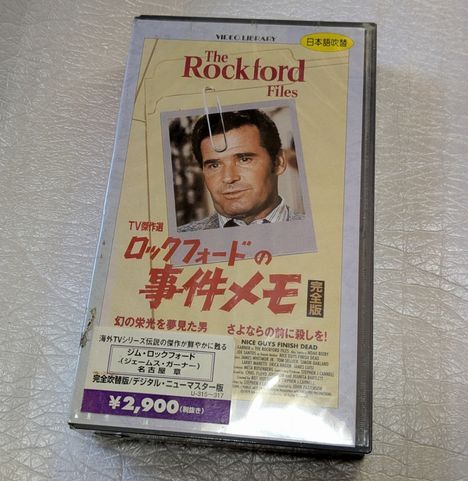 VIDEO LIBRARY
日本語吹替
The
Rockford
Files
TV傑作選
ロックフォードの
事件メモ
完全版
幻の栄光を夢見た男
さよならの前に殺しを!
NICE GUYS FINISH DEAD
海外TVシリーズ伝説の傑作が鮮やかに甦る
ジム・ロックフォード
(ジェームス・ガーナー)
名古屋 章
完全吹替版/デジタル・ニューマスター版
U-315〜317
¥2,900(税抜き)